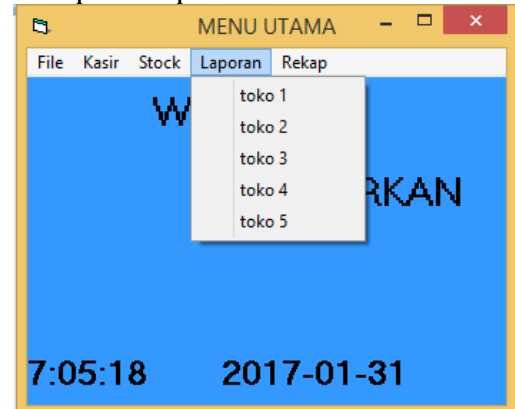 MENU UTAMA
File Kasir Stock Laporan Rekap
toko 1
toko 2
toko 3
toko 4
toko 5
7:05:18 2017-01-31